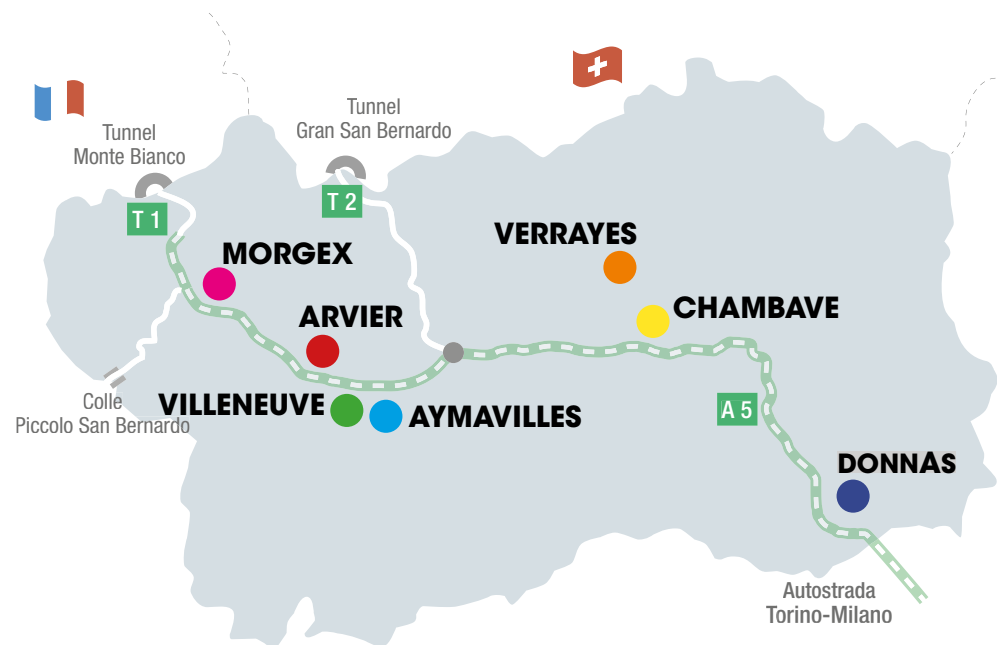 Tunnel
Monte Bianco
Tunnel
Gran San Bernardo
T 1
T 2
VERRAYES
MORGEX
CHAMBAVE
ARVIER
VILLENEUVE
AYMAVILLES
Colle
Piccolo San Bernardo
A 5
DONNAS
Autostrada
Torino-Milano